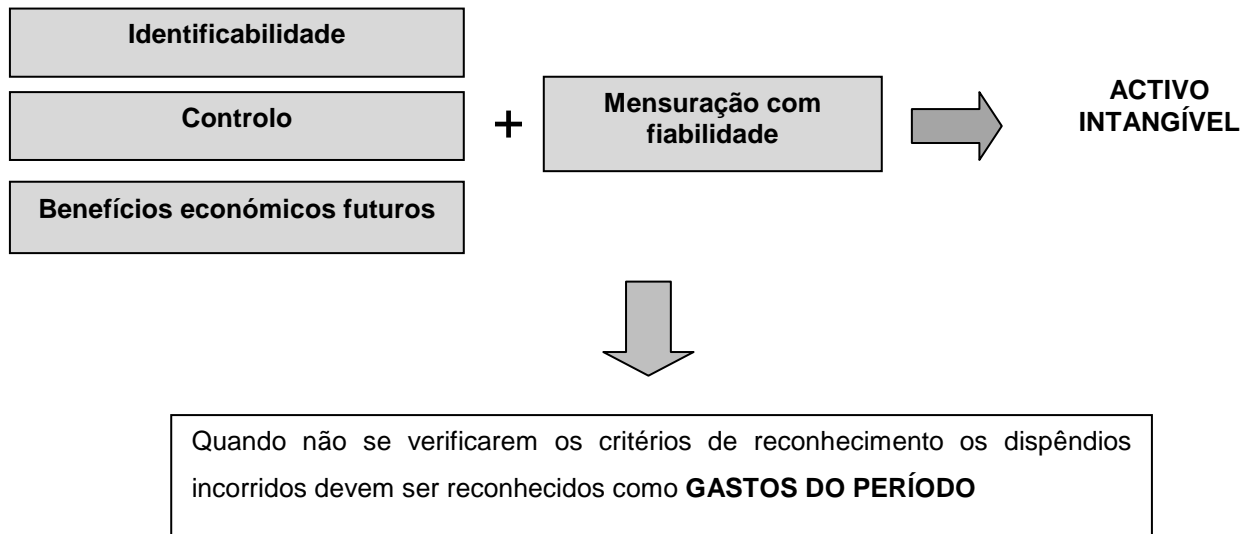 Identificabilidade
Controlo
Benefícios económicos futuros
+
Mensuração com
fiabilidade
ACTIVO
INTANGÍVEL
Quando não se verificarem os critérios de reconhecimento os dispêndios
incorridos devem ser reconhecidos como GASTOS DO PERÍODO